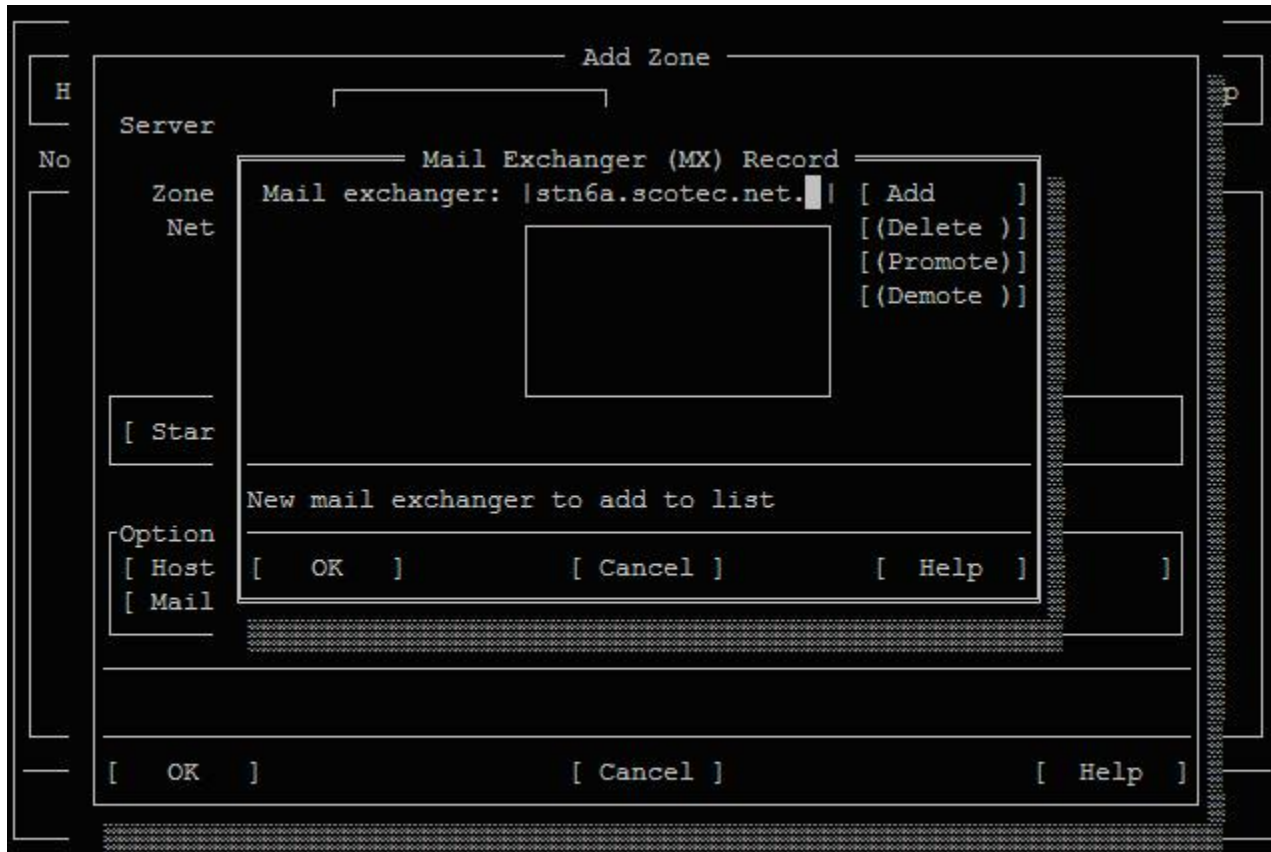 Add Zone
H
p
Server
No
Mail Exchanger (MX) Record
Zone
Mail exchanger: |stn6a.scotec.net. | [ Add ]
Net
[(Delete )]
[(Promote)]
[(Demote )]
[ Star
New mail exchanger to add to list
Option
[ Host
[ OK ] [ Cancel ] [ Help ]
]
[ Mail
[ OK ] [ Cancel ] [ Help ]